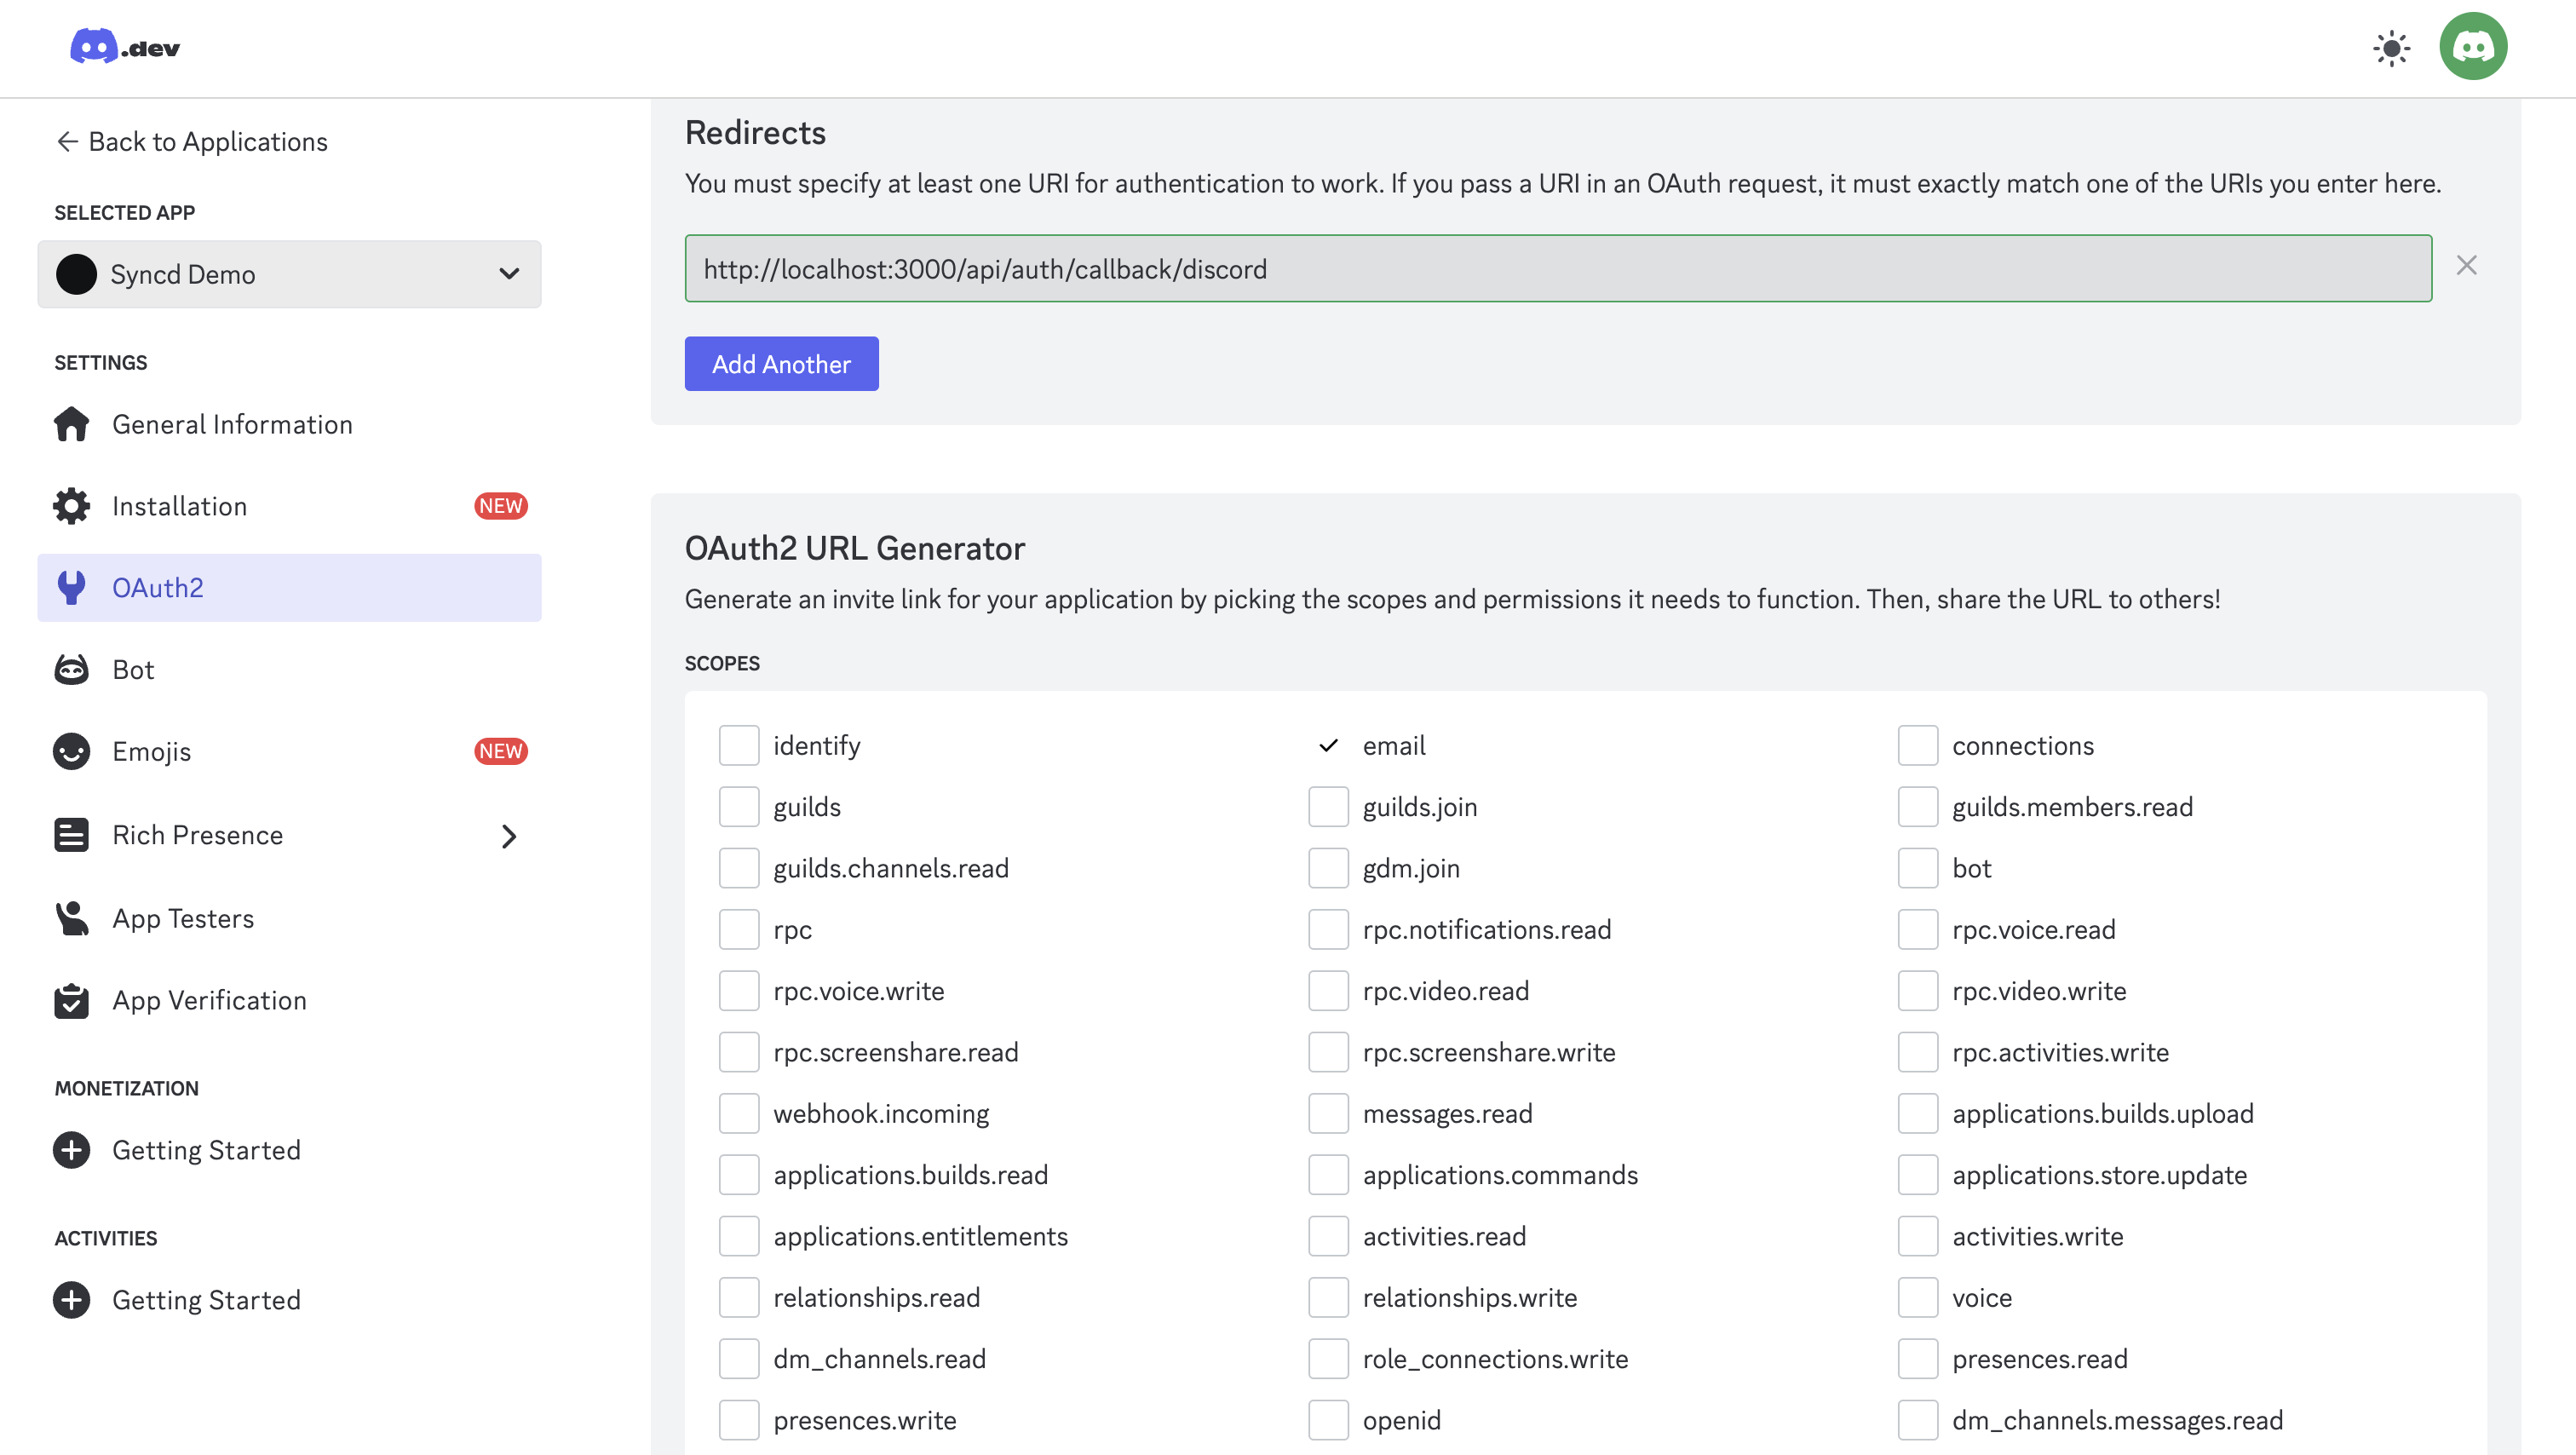 .dev
Back to Applications
SELECTED APP
Syncd Demo
SETTINGS
General Information
Installation NEW
OAuth2
Bot
Emojis NEW
Rich Presence
App Testers
App Verification
MONETIZATION
Getting Started
ACTIVITIES
Getting Started
Redirects
You must specify at least one URI for authentication to work. If you pass a URI in an OAuth request, it must exactly match one of the URIs you enter here.
http://localhost:3000/api/auth/callback/discord
Add Another
OAuth2 URL Generator
Generate an invite link for your application by picking the scopes and permissions it needs to function. Then, share the URL to others!
SCOPES
identify email connections
guilds guilds.join guilds.members.read
guilds.channels.read gdm.join bot
rpc rpc.notifications.read rpc.voice.read
rpc.voice.write rpc.video.read rpc.video.write
rpc.screenshare.read rpc.screenshare.write rpc.activities.write
webhook.incoming messages.read applications.builds.upload
applications.builds.read applications.commands applications.store.update
applications.entitlements activities.read activities.write
relationships.read relationships.write voice
dm_channels.read role_connections.write presences.read
presences.write openid dm_channels.messages.read